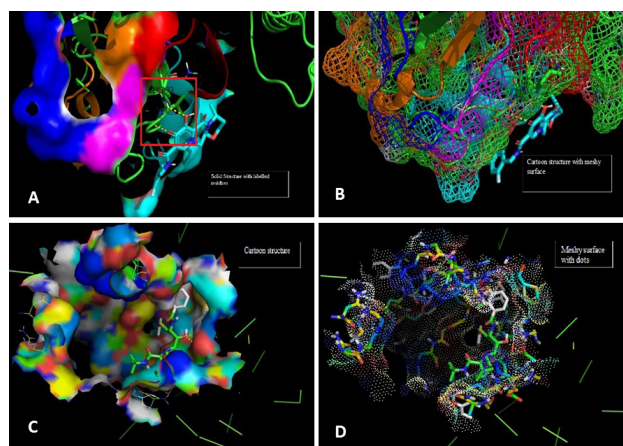 Solid Structure with labelled
residues
A
Cartoon structure with meshy
surface
B
Cartoon structure
C
Meshy surface
with dots
D